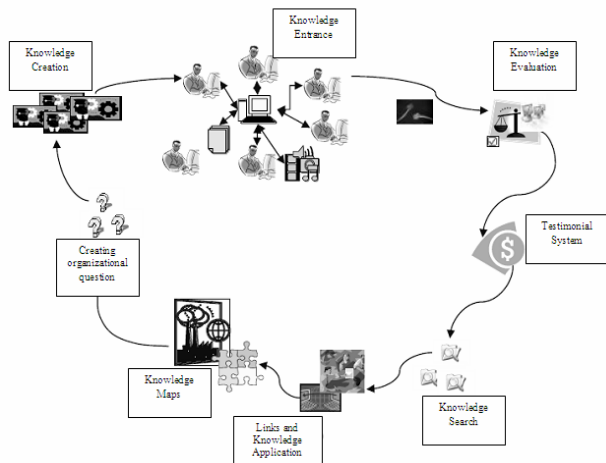 Knowledge
Entrance
Knowledge
Creation
Knowledge
Evaluation
Testimonial
System
Creating
organizational
question
Knowledge
Maps
Knowledge
Search
Links and
Knowledge
Application
$